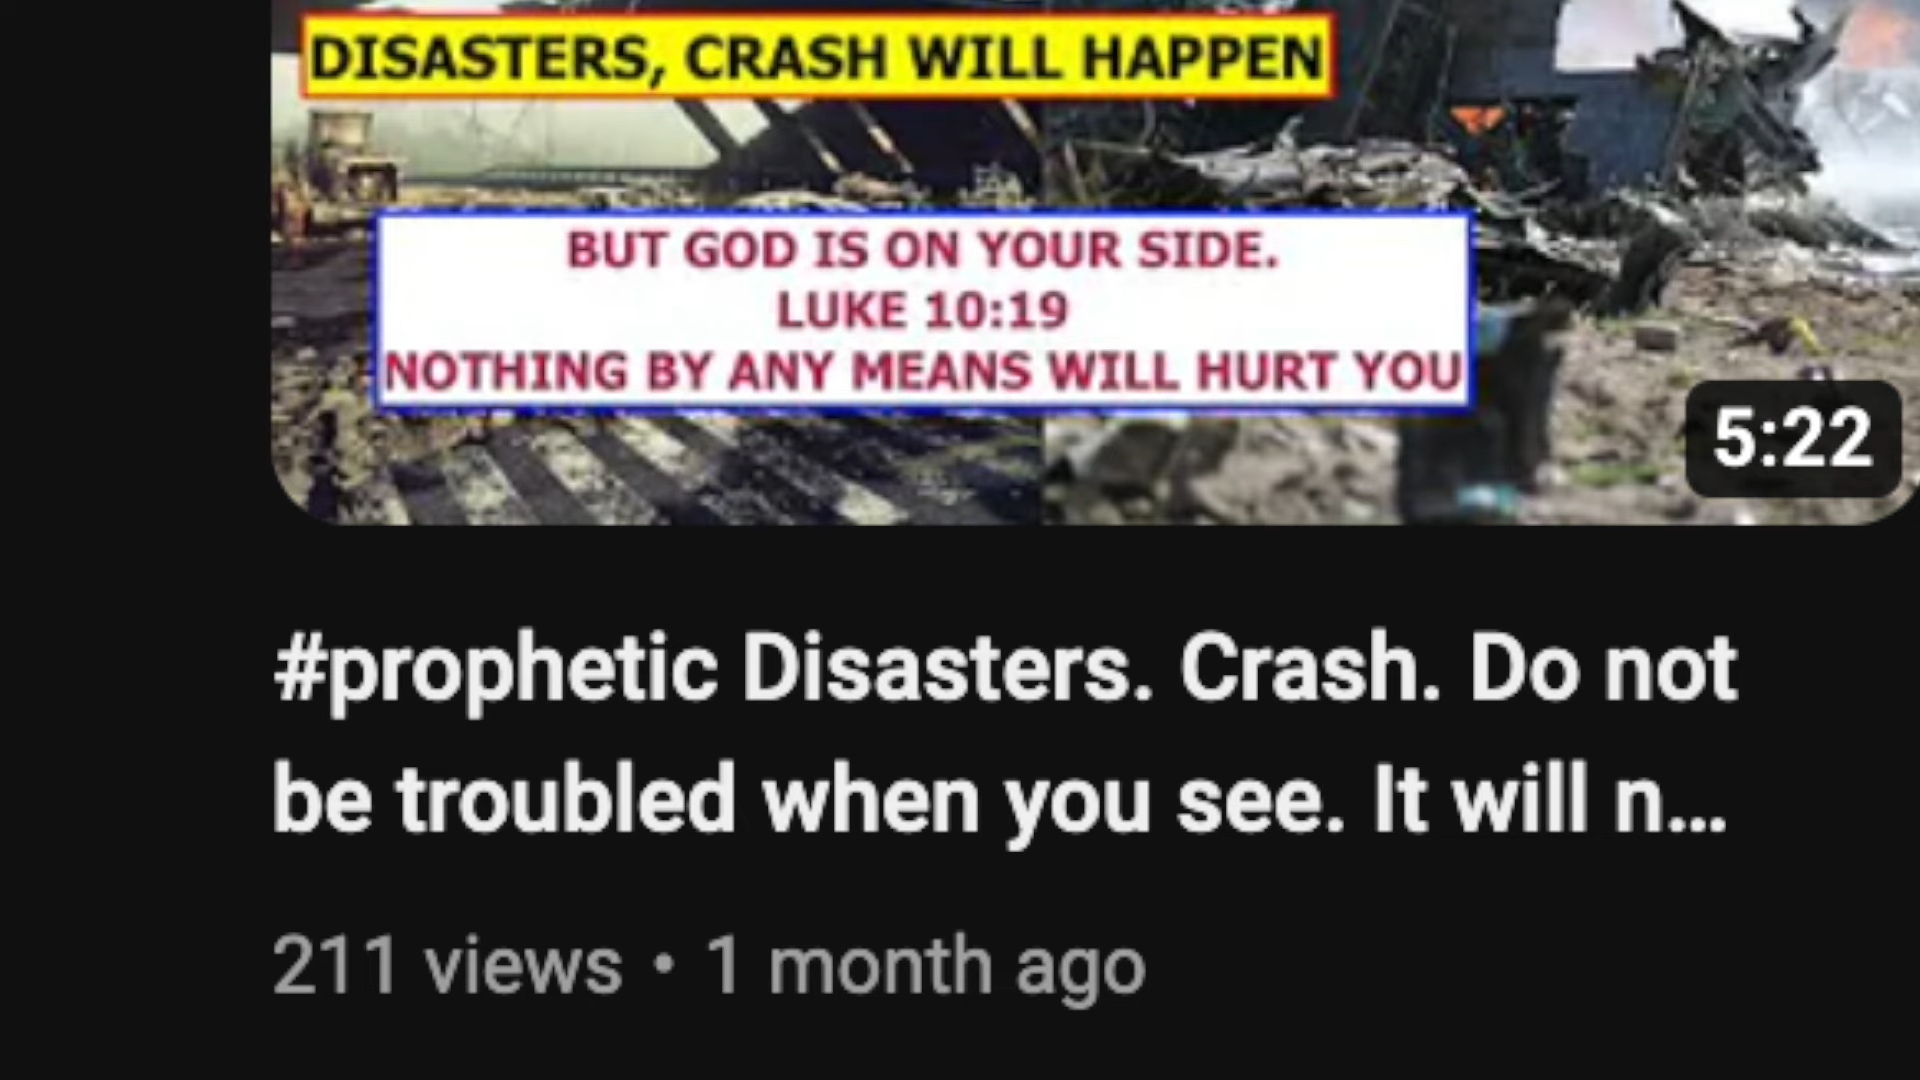 DISASTERS, CRASH WILL HAPPEN
BUT GOD IS ON YOUR SIDE.
LUKE 10:19
NOTHING BY ANY MEANS WILL HURT YOU
5:22
#prophetic Disasters. Crash. Do not
be troubled when you see. It will n...
211 views • 1 month ago